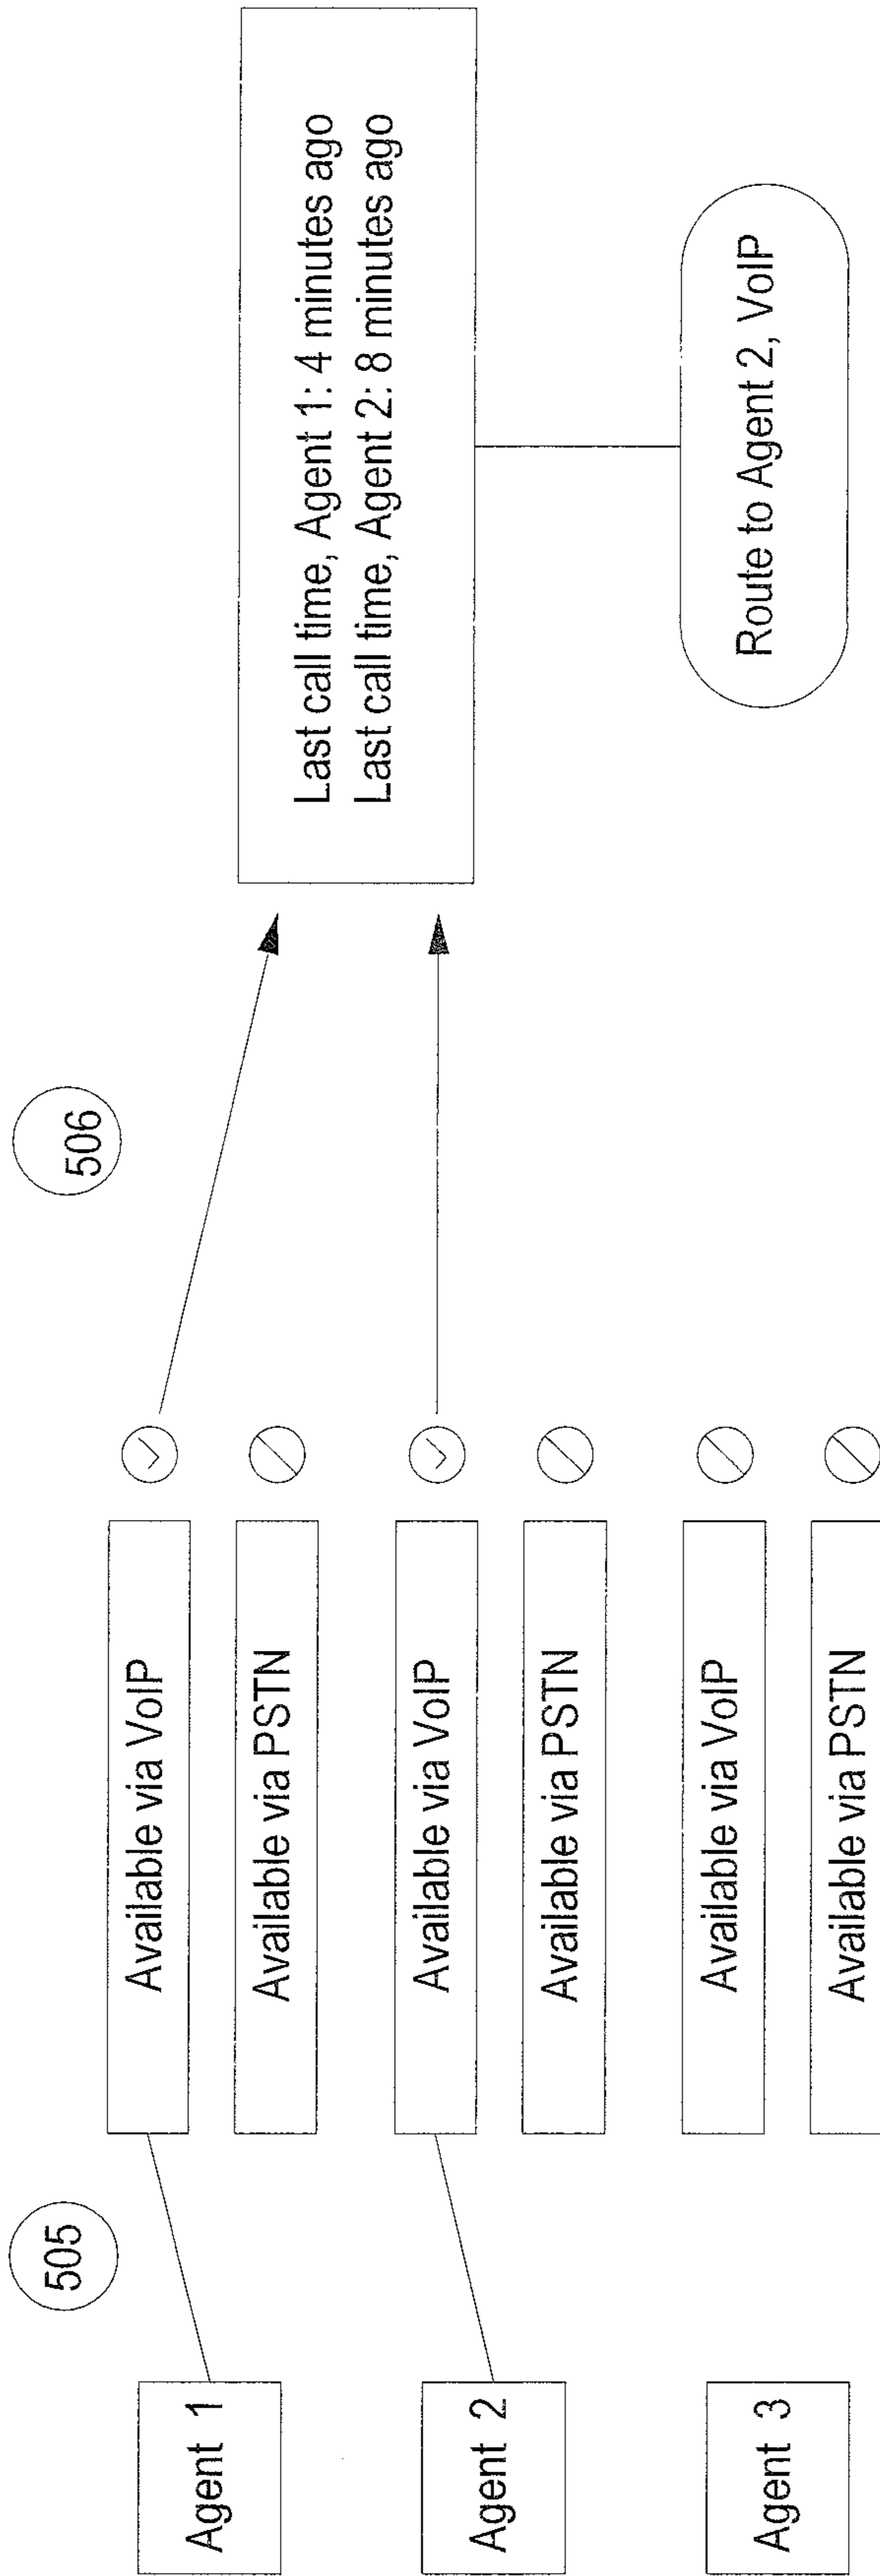 505
506
Agent 1
Available via VoIP
Available via PSTN
Last call time, Agent 1: 4 minutes ago
Last call time, Agent 2: 8 minutes ago
Agent 2
Available via VoIP
Available via PSTN
Route to Agent 2, VoIP
Agent 3
Available via VoIP
Available via PSTN